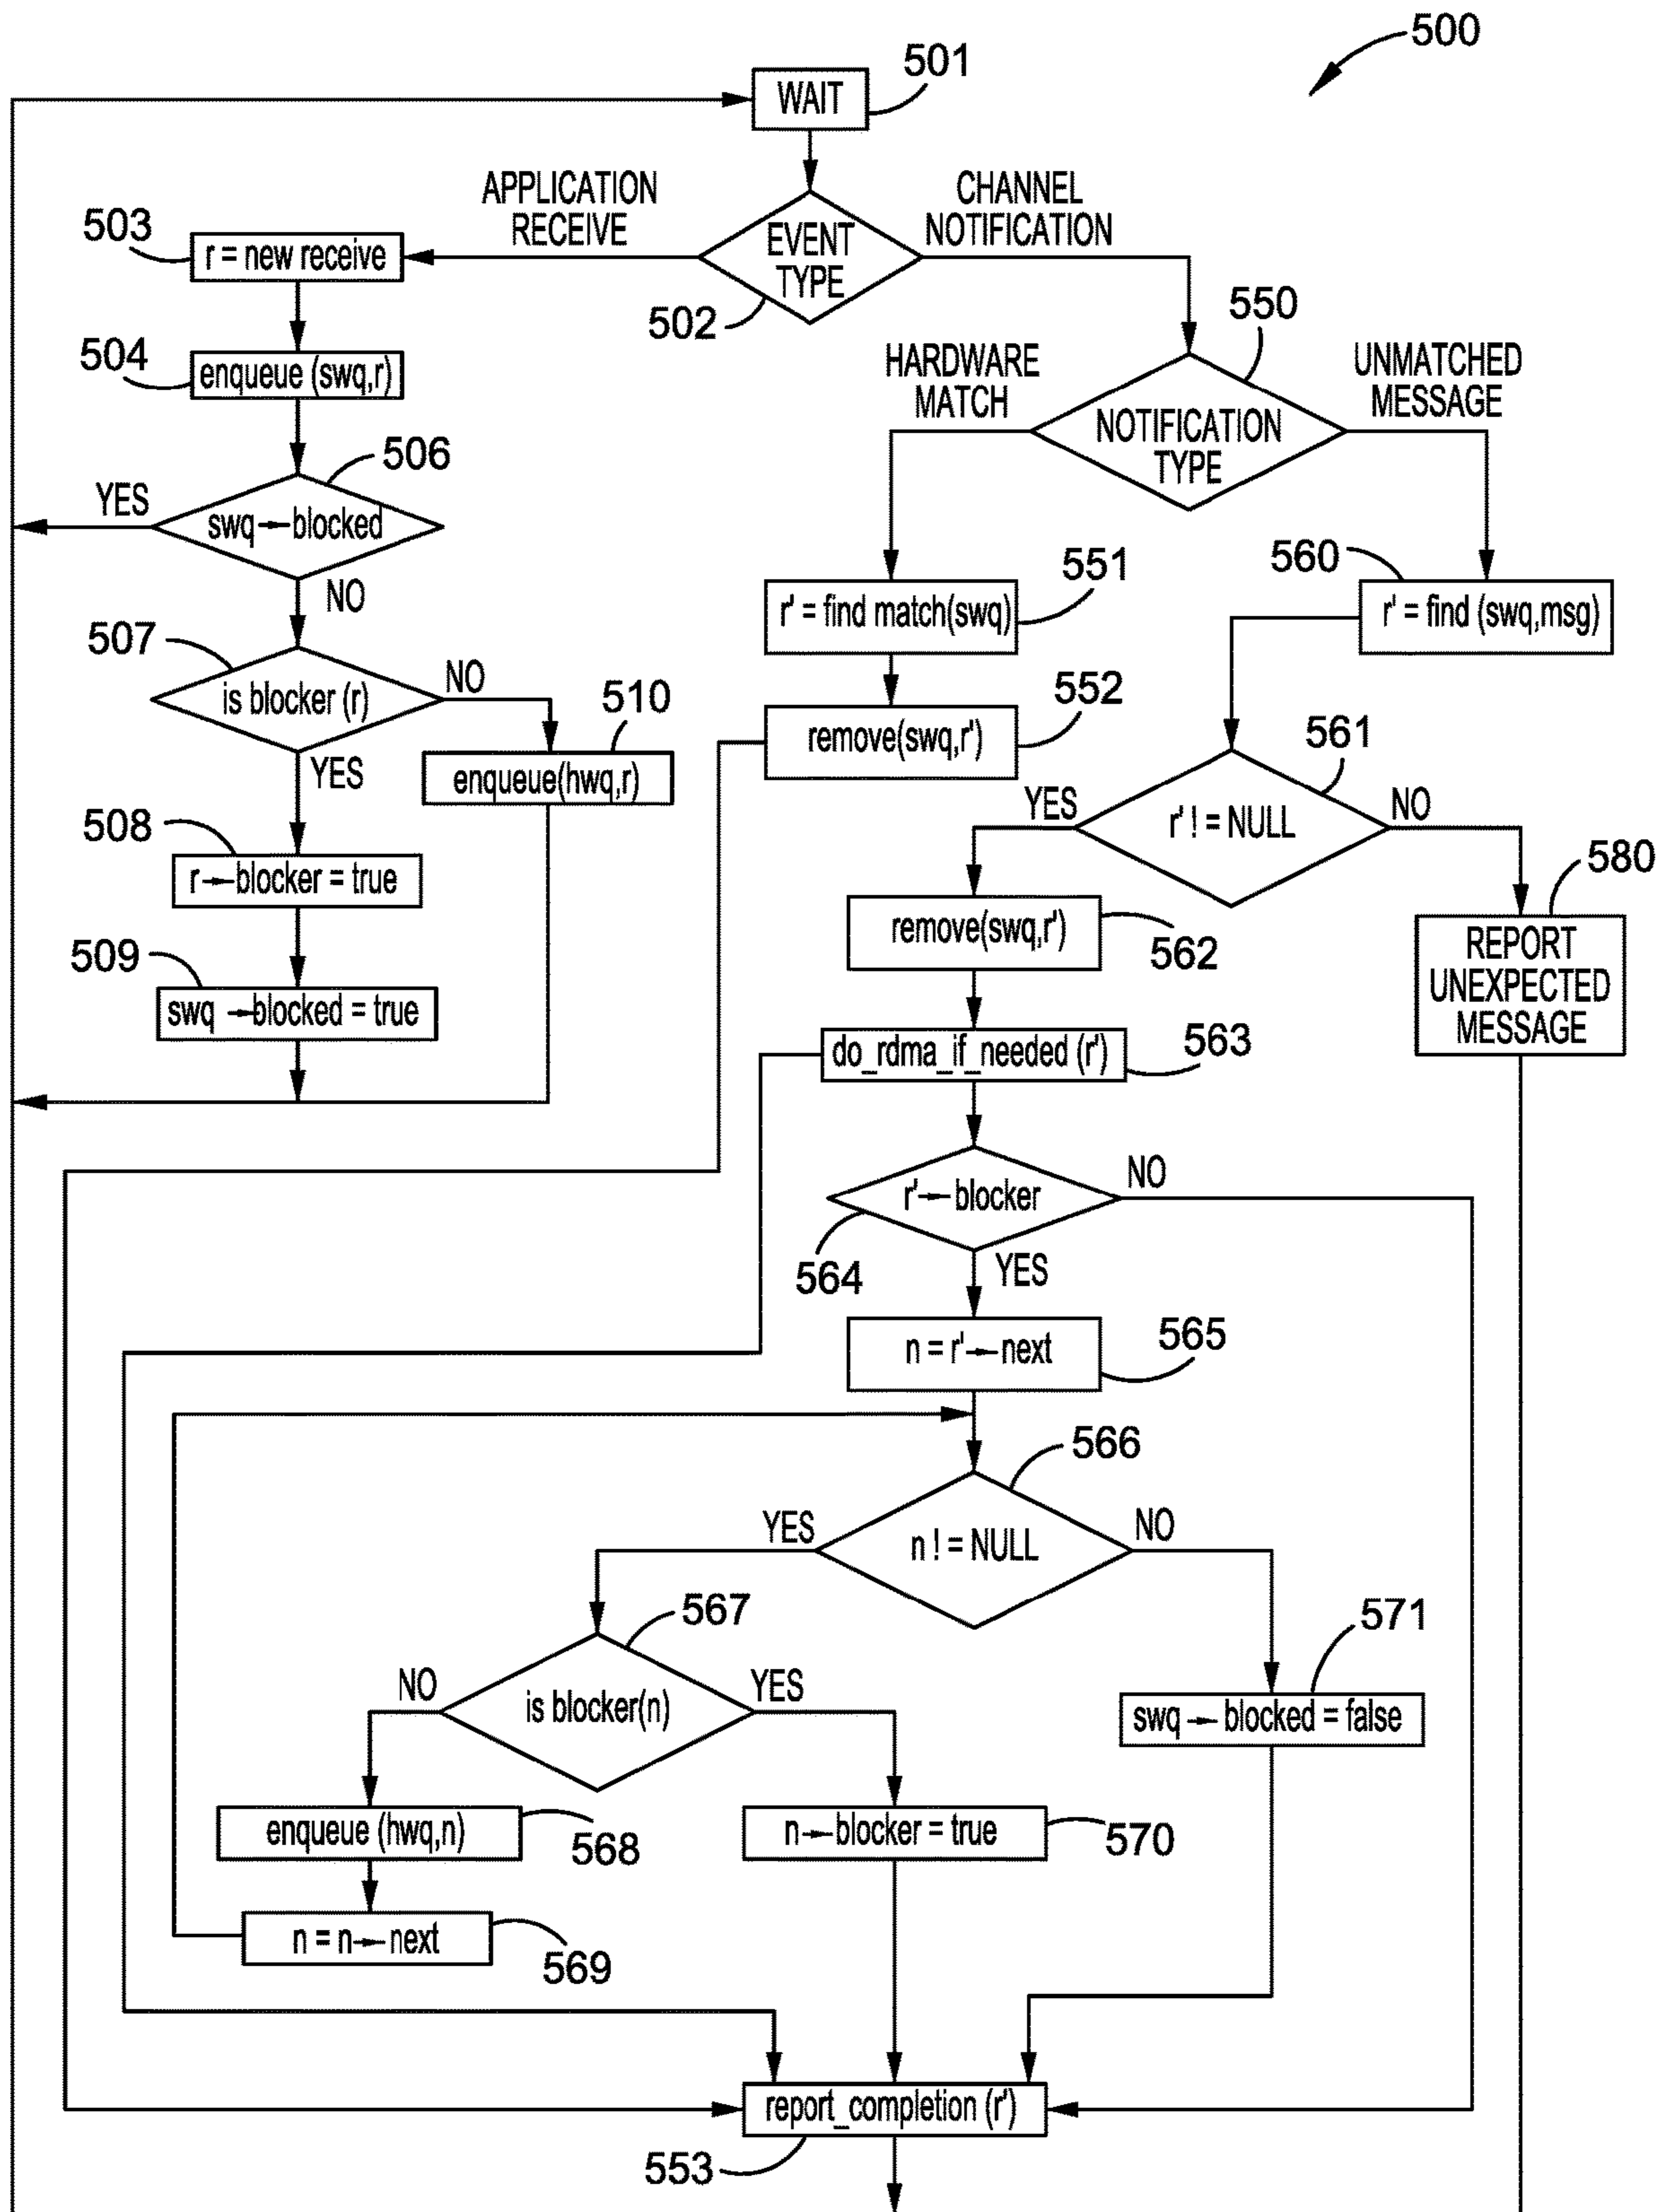 500
501
WAIT
APPLICATION
RECEIVE
CHANNEL
NOTIFICATION
EVENT
TYPE
502
503
r = new receive
504
enqueue (swq,r)
506
YES
swq→blocked
NO
507
is blocker (r)
NO
510
YES
enqueue(hwq,r)
508
r→blocker = true
509
swq →blocked = true
550
HARDWARE
MATCH
UNMATCHED
MESSAGE
NOTIFICATION
TYPE
551
r' = find match(swq)
560
r' = find (swq,msg)
552
remove(swq,r')
561
YES
r' ! = NULL
NO
580
REPORT
UNEXPECTED
MESSAGE
remove(swq,r')
562
do_rdma_if_needed (r')
563
r'→blocker
NO
564
YES
n = r'→next
565
566
YES
n ! = NULL
NO
567
NO
is blocker(n)
YES
571
swq → blocked = false
enqueue (hwq,n)
568
n→blocker = true
570
n = n→next
569
report_completion (r')
553